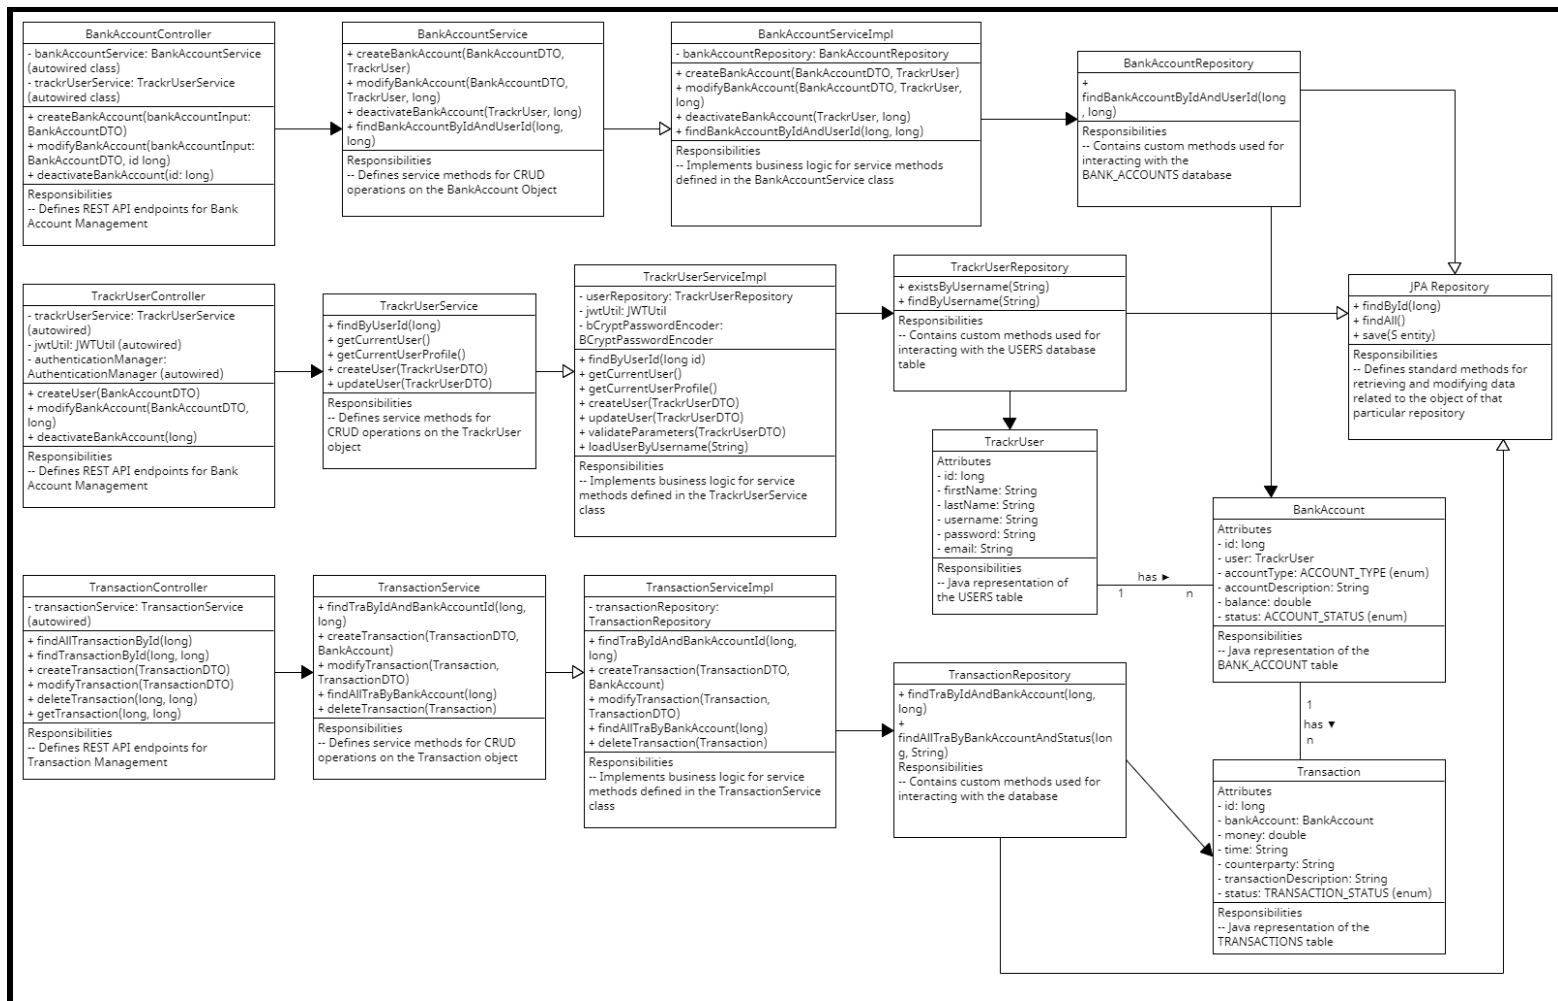 BankAccountController
- bankAccountService: BankAccountService
(autowired class)
- trackrUserService: TrackrUserService
(autowired class)
+ createBankAccount(bankAccountInput:
BankAccountDTO)
+ modifyBankAccount(bankAccountInput:
BankAccountDTO, id long)
+ deactivateBankAccount(id: long)
Responsibilities
-- Defines REST API endpoints for Bank
Account Management
BankAccountService
+ createBankAccount(BankAccountDTO,
TrackrUser)
+ modifyBankAccount(BankAccountDTO,
TrackrUser, long)
+ deactivateBankAccount(TrackrUser, long)
+ findBankAccountByIdAndUserId(long,
long)
Responsibilities
-- Defines service methods for CRUD
operations on the BankAccount Object
BankAccountServiceImpl
- bankAccountRepository: BankAccountRepository
+ createBankAccount(BankAccountDTO, TrackrUser)
+ modifyBankAccount(BankAccountDTO, TrackrUser,
long)
+ deactivateBankAccount(TrackrUser, long)
+ findBankAccountByIdAndUserId(long, long)
Responsibilities
-- Implements business logic for service methods
defined in the BankAccountService class
BankAccountRepository
+
findBankAccountByIdAndUserId(long
, long)
Responsibilities
-- Contains custom methods used for
interacting with the
BANK_ACCOUNTS database
TrackrUserController
- trackrUserService: TrackrUserService
(autowired)
- jwtUtil: JWTUtil (autowired)
- authenticationManager:
AuthenticationManager (autowired)
+ createUser(BankAccountDTO)
+ modifyBankAccount(BankAccountDTO,
long)
+ deactivateBankAccount(long)
Responsibilities
-- Defines REST API endpoints for Bank
Account Management
TrackrUserService
+ findByUserId(long)
+ getCurrentUser()
+ getCurrentUserProfile()
+ createUser(TrackrUserDTO)
+ updateUser(TrackrUserDTO)
Responsibilities
-- Defines service methods for
CRUD operations on the TrackrUser
object
TrackrUserServiceImpl
- userRepository: TrackrUserRepository
- jwtUtil: JWTUtil
- bCryptPasswordEncoder:
BCryptPasswordEncoder
+ findByUserId(long id)
+ getCurrentUser()
+ getCurrentUserProfile()
+ createUser(TrackrUserDTO)
+ updateUser(TrackrUserDTO)
+ validateParameters(TrackrUserDTO)
+ loadUserByUsername(String)
Responsibilities
-- Implements business logic for service
methods defined in the TrackrUserService
class
TrackrUserRepository
+ existsByUsername(String)
+ findByUsername(String)
Responsibilities
-- Contains custom methods used for
interacting with the USERS database
table
JPA Repository
+ findById(long)
+ findAll()
+ save(S entity)
Responsibilities
-- Defines standard methods for
retrieving and modifying data
related to the object of that
particular repository
TrackrUser
Attributes
- id: long
- firstName: String
- lastName: String
- username: String
- password: String
- email: String
Responsibilities
-- Java representation of
the USERS table
has ►
1 n
BankAccount
Attributes
- id: long
- user: TrackrUser
- accountType: ACCOUNT_TYPE (enum)
- accountDescription: String
- balance: double
- status: ACCOUNT_STATUS (enum)
Responsibilities
-- Java representation of the
BANK_ACCOUNT table
1
has ▼
n
TransactionController
- transactionService: TransactionService
(autowired)
+ findAllTransactionById(long)
+ findTransactionById(long, long)
+ createTransaction(TransactionDTO)
+ modifyTransaction(TransactionDTO)
+ deleteTransaction(long, long)
+ getTransaction(long, long)
Responsibilities
-- Defines REST API endpoints for
Transaction Management
TransactionService
+ findTraByIdAndBankAccountId(long,
long)
+ createTransaction(TransactionDTO,
BankAccount)
+ modifyTransaction(Transaction,
TransactionDTO)
+ findAllTraByBankAccount(long)
+ deleteTransaction(Transaction)
Responsibilities
-- Defines service methods for CRUD
operations on the Transaction object
TransactionServiceImpl
- transactionRepository:
TransactionRepository
+ findTraByIdAndBankAccountId(long,
long)
+ createTransaction(TransactionDTO,
BankAccount)
+ modifyTransaction(Transaction,
TransactionDTO)
+ findAllTraByBankAccount(long)
+ deleteTransaction(Transaction)
Responsibilities
-- Implements business logic for service
methods defined in the TransactionService
class
TransactionRepository
+ findTraByIdAndBankAccount(long,
long)
+
findAllTraByBankAccountAndStatus(lon
g, String)
Responsibilities
-- Contains custom methods used for
interacting with the database
Transaction
Attributes
- id: long
- bankAccount: BankAccount
- money: double
- time: String
- counterparty: String
- transactionDescription: String
- status: TRANSACTION_STATUS (enum)
Responsibilities
-- Java representation of the
TRANSACTIONS table